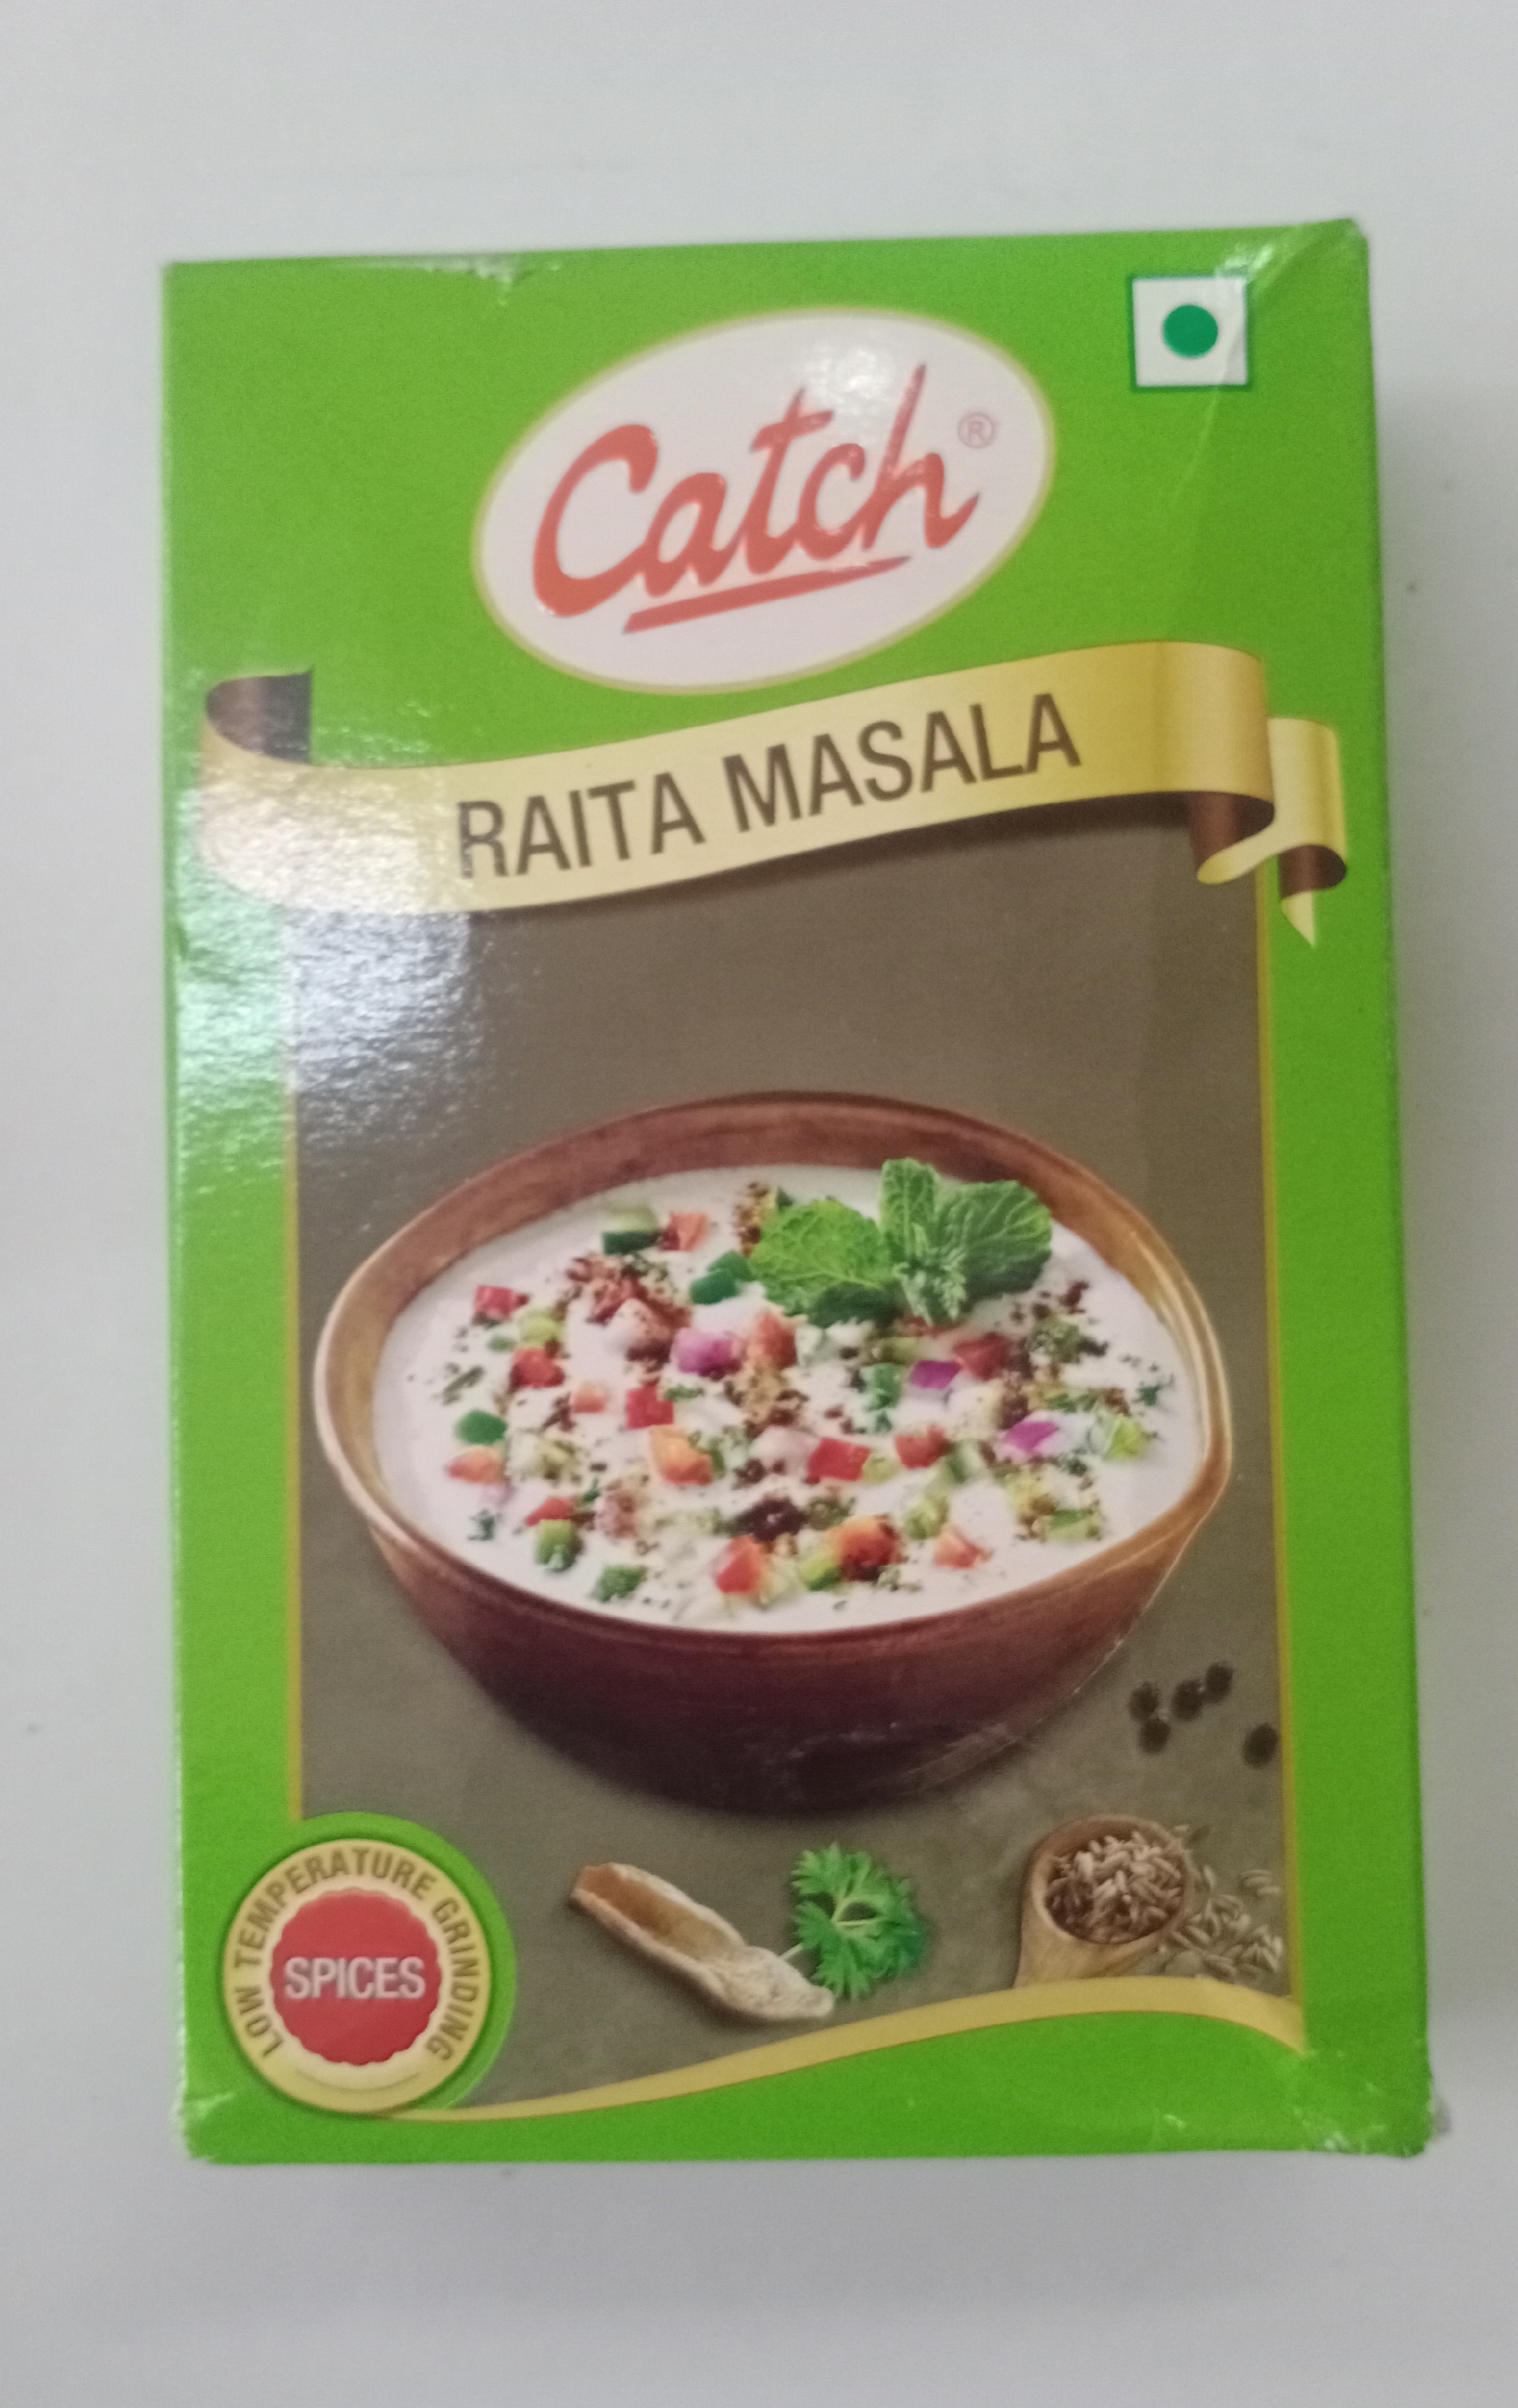 Catch®
RAITA MASALA
LOW TEMPERATURE GRINDING
SPICES